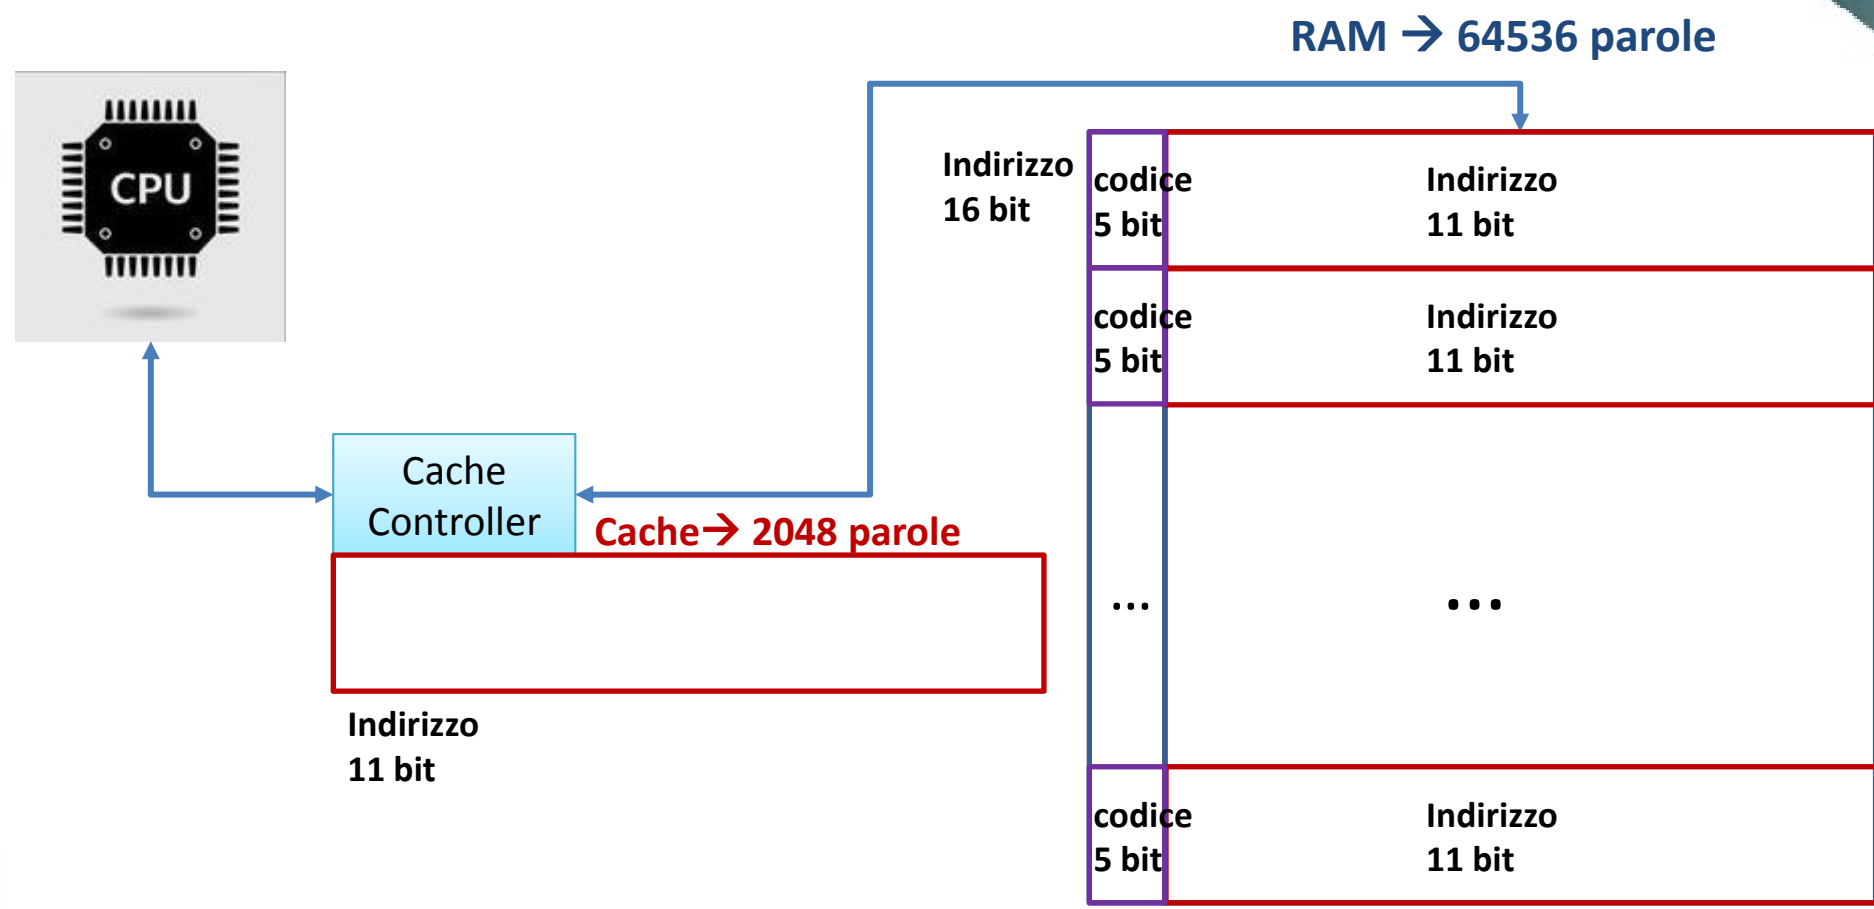 RAM → 64536 parole
CPU
Indirizzo
16 bit
codice
5 bit
Indirizzo
11 bit
codice
5 bit
Indirizzo
11 bit
Cache
Controller
Cache→ 2048 parole
...
...
Indirizzo
11 bit
codice
5 bit
Indirizzo
11 bit